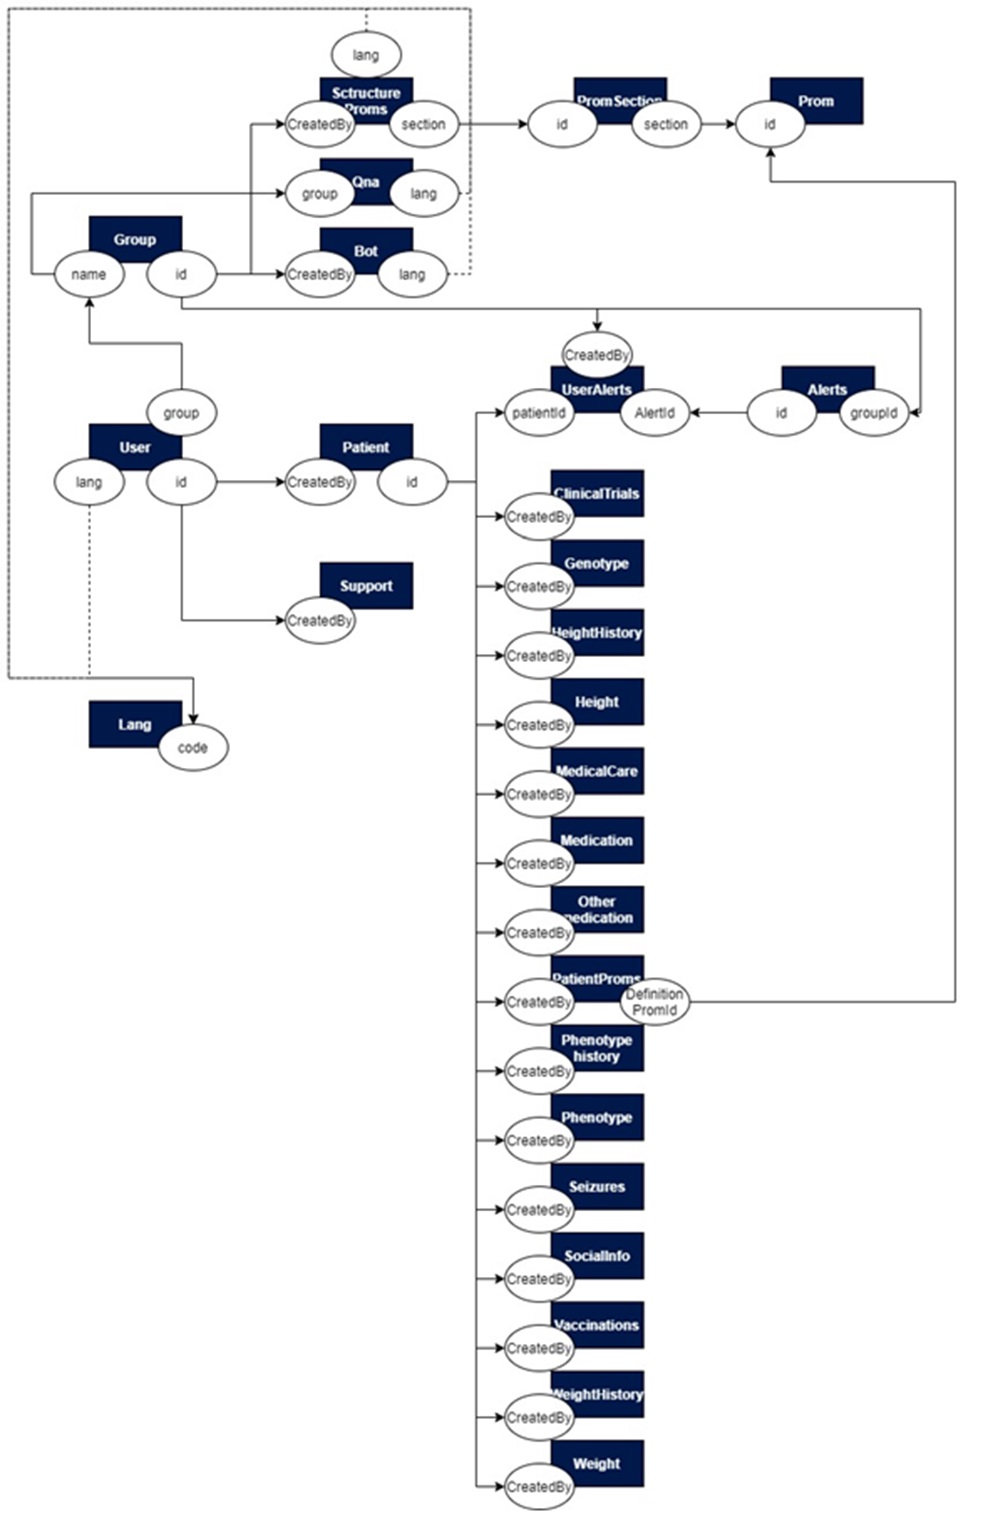 lang
Sctructure
Proms
CreatedBy
section
PromSection
id
section
Prom
id
Qna
group
lang
Group
name
id
Bot
CreatedBy
lang
CreatedBy
UserAlerts
patientId
AlertId
Alerts
id
groupId
group
User
lang
id
Patient
CreatedBy
id
ClinicalTrials
CreatedBy
Genotype
CreatedBy
Support
CreatedBy
HeightHistory
CreatedBy
Height
CreatedBy
Lang
code
MedicalCare
CreatedBy
Medication
CreatedBy
Other
medication
CreatedBy
PatientProms
CreatedBy
Definition
PromId
Phenotype
history
CreatedBy
Phenotype
CreatedBy
Seizures
CreatedBy
SocialInfo
CreatedBy
Vaccinations
CreatedBy
WeightHistory
CreatedBy
Weight
CreatedBy